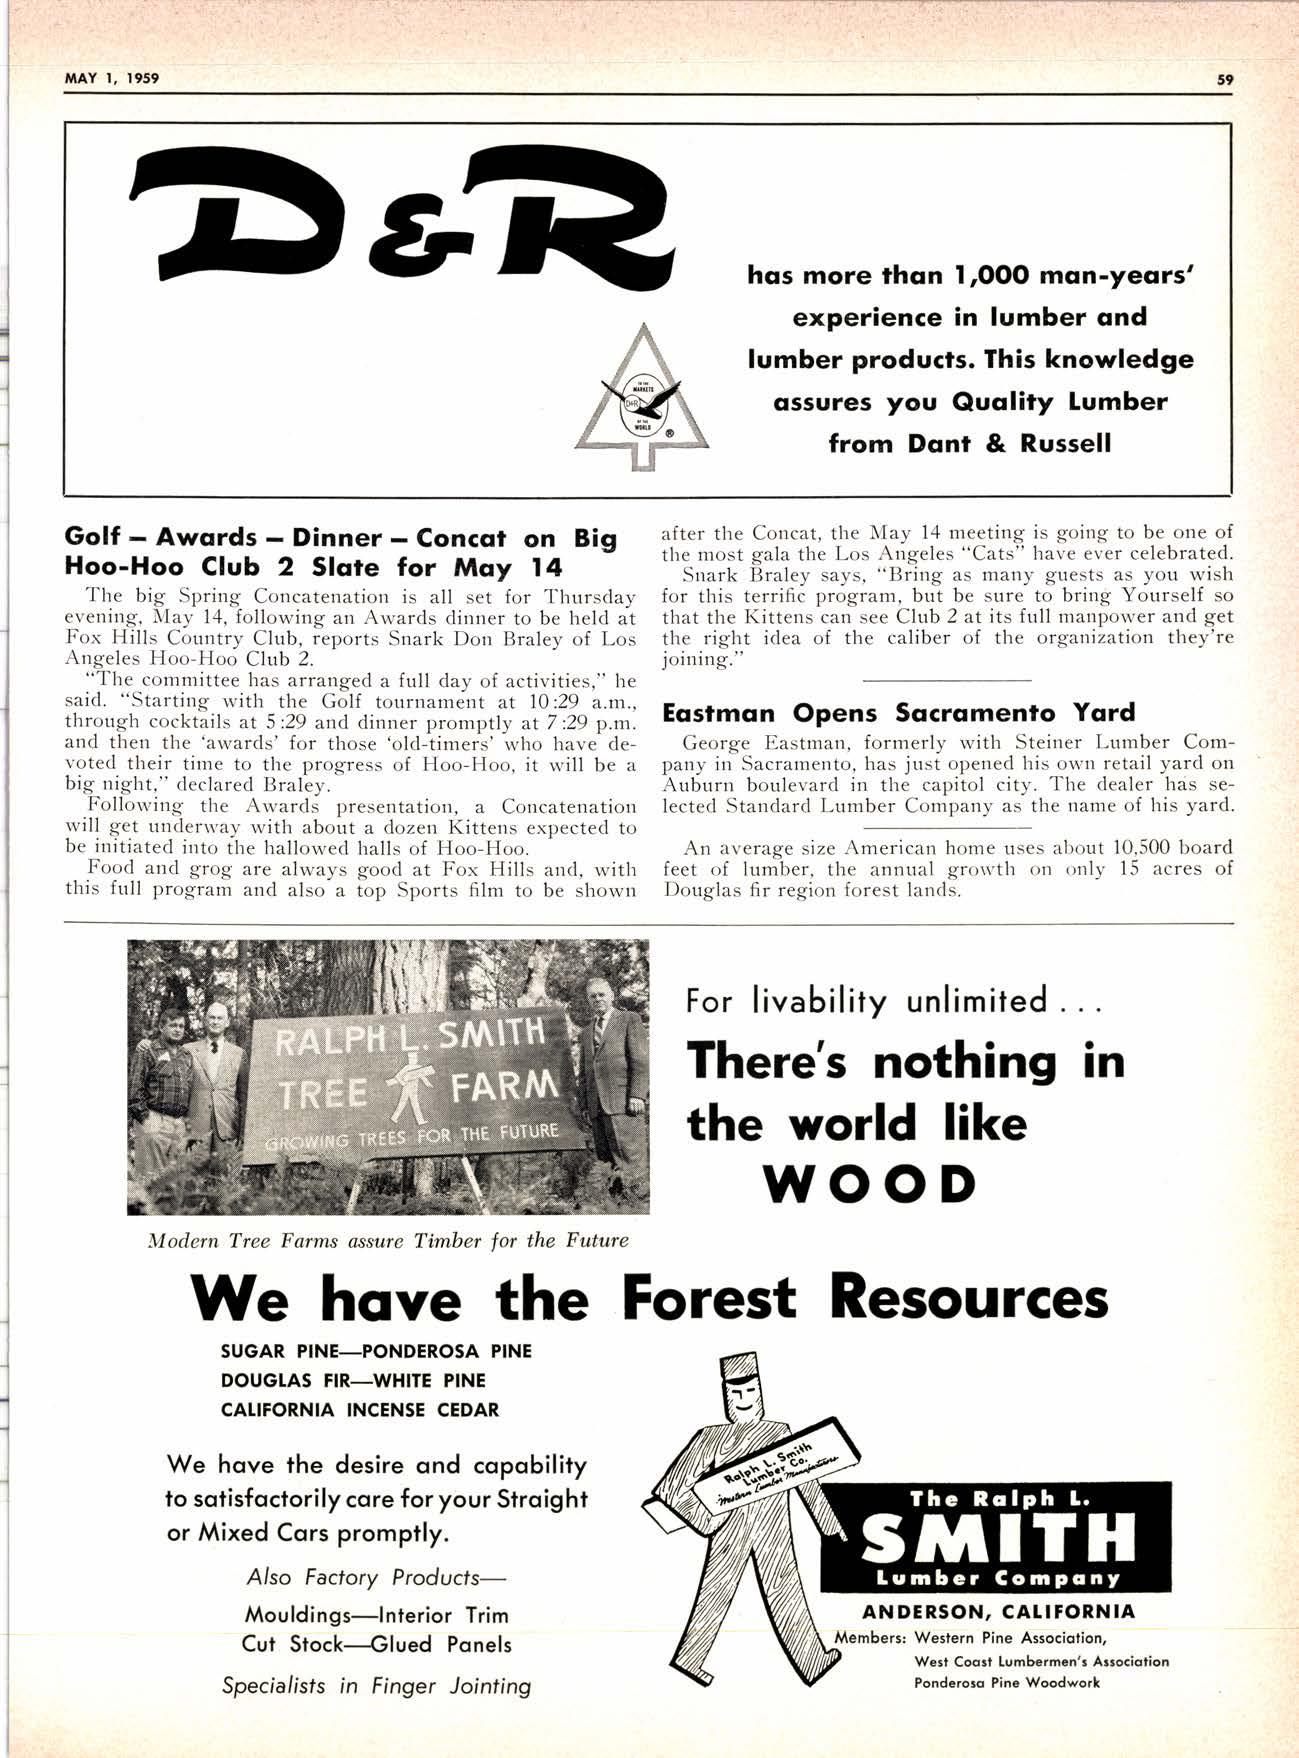 MAY 1, 1959
59
D&R
has more than 1,000 man-years'
experience in lumber and
lumber products. This knowledge
assures you Quality Lumber
from Dant & Russell
TO THE
MARKETS
D&R
OF THE
WORLD
®
Golf — Awards — Dinner — Concat on Big
Hoo-Hoo Club 2 Slate for May 14
The big Spring Concatenation is all set for Thursday
evening, May 14, following an Awards dinner to be held at
Fox Hills Country Club, reports Snark Don Braley of Los
Angeles Hoo-Hoo Club 2.
“The committee has arranged a full day of activities,” he
said. “Starting with the Golf tournament at 10:29 a.m.,
through cocktails at 5:29 and dinner promptly at 7:29 p.m.
and then the ‘awards’ for those ‘old-timers’ who have de-
voted their time to the progress of Hoo-Hoo, it will be a
big night,” declared Braley.
Following the Awards presentation, a Concatenation
will get underway with about a dozen Kittens expected to
be initiated into the hallowed halls of Hoo-Hoo.
Food and grog are always good at Fox Hills and, with
this full program and also a top Sports film to be shown
after the Concat, the May 14 meeting is going to be one of
the most gala the Los Angeles “Cats” have ever celebrated.
Snark Braley says, “Bring as many guests as you wish
for this terrific program, but be sure to bring Yourself so
that the Kittens can see Club 2 at its full manpower and get
the right idea of the caliber of the organization they’re
joining.”
Eastman Opens Sacramento Yard
George Eastman, formerly with Steiner Lumber Com-
pany in Sacramento, has just opened his own retail yard on
Auburn boulevard in the capitol city. The dealer has se-
lected Standard Lumber Company as the name of his yard.
An average size American home uses about 10,500 board
feet of lumber, the annual growth on only 15 acres of
Douglas fir region forest lands.
RALPH L. SMITH
TREE FARM
GROWING TREES FOR THE FUTURE
Modern Tree Farms assure Timber for the Future
For livability unlimited . . .
There's nothing in
the world like
WOOD
We have the Forest Resources
SUGAR PINE—PONDEROSA PINE
DOUGLAS FIR—WHITE PINE
CALIFORNIA INCENSE CEDAR
We have the desire and capability
to satisfactorily care for your Straight
or Mixed Cars promptly.
Also Factory Products—
Mouldings—Interior Trim
Cut Stock—Glued Panels
Specialists in Finger Jointing
Ralph L. Smith
Lumber Co.
Western Lumber Manufacturers
The Ralph L.
SMITH
Lumber Company
ANDERSON, CALIFORNIA
Members: Western Pine Association,
West Coast Lumbermen's Association
Ponderosa Pine Woodwork